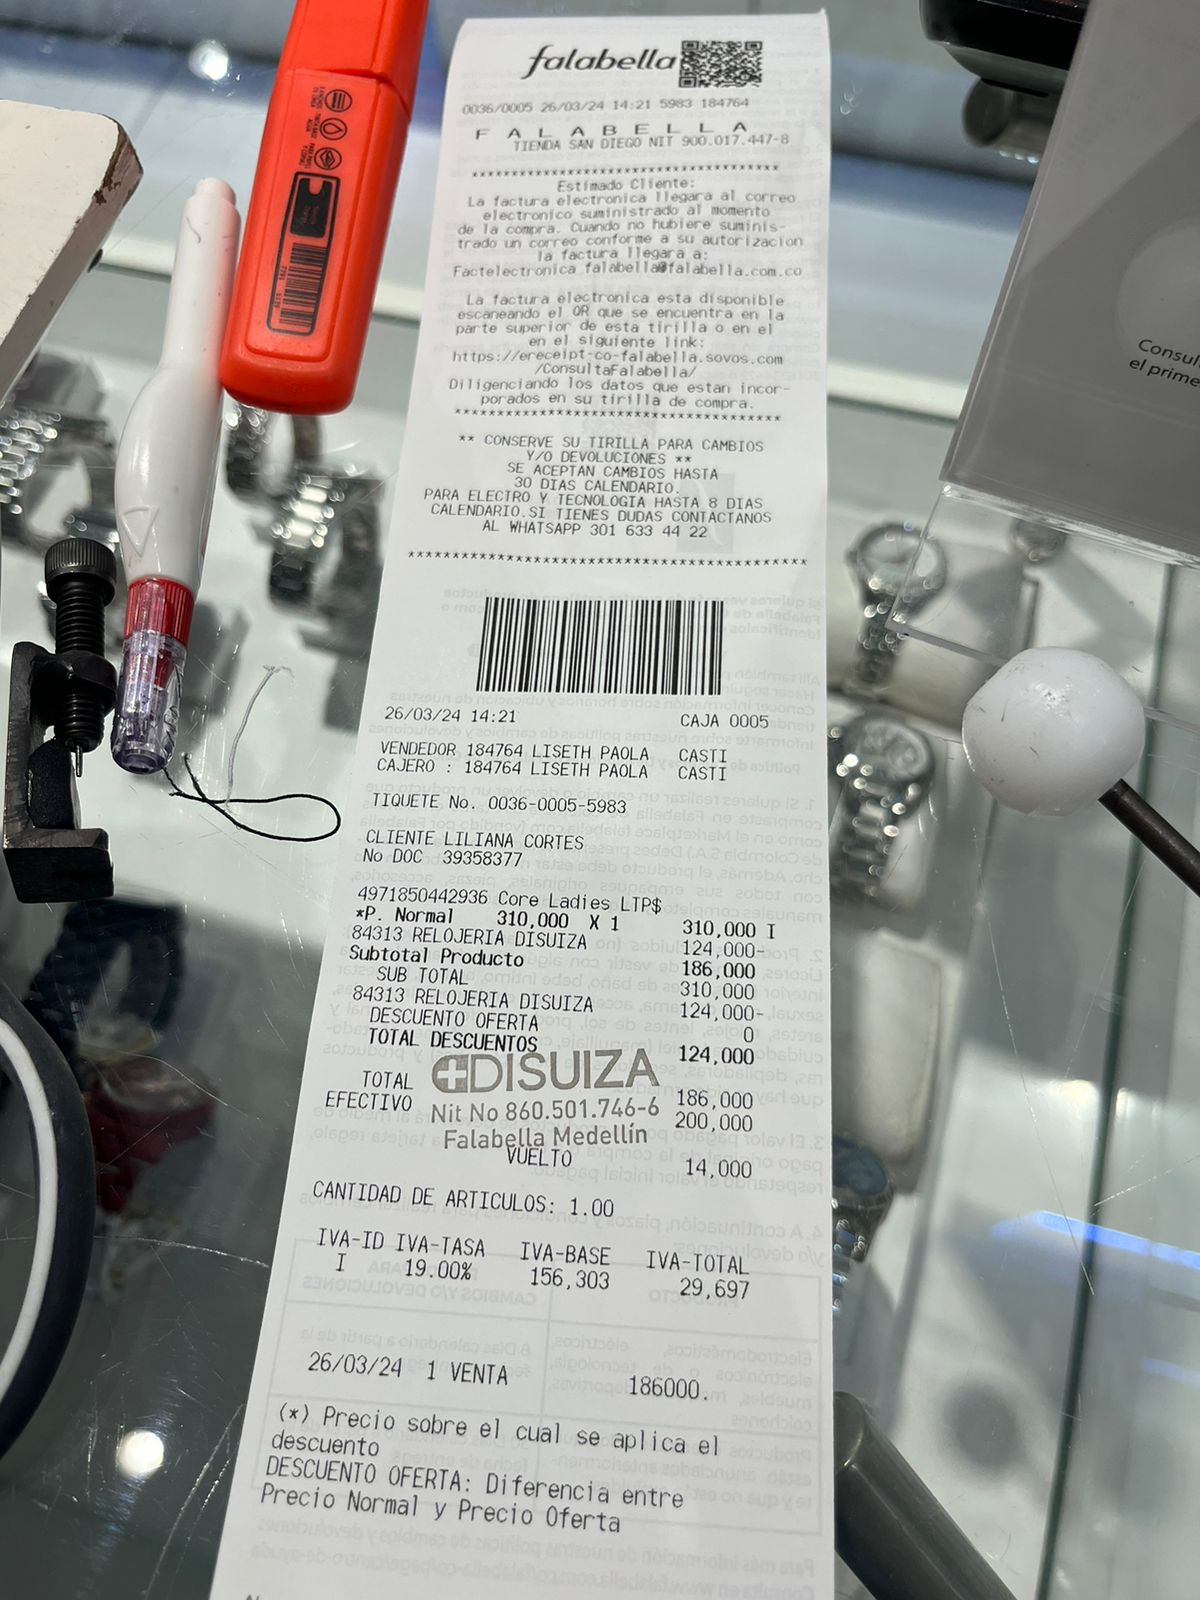 falabella
0036/0005 26/03/24 14:21 5983 184764
F A L A B E L L A
TIENDA SAN DIEGO NIT 900.017.447-8
****************************************
Estimado Cliente:
La factura electronica llegara al correo
electronico suministrado al momento
de la compra. Cuando no hubiere suminis-
trado un correo conforme a su autorizacion
la factura llegara a:
Factelectronica_falabella@falabella.com.co
La factura electronica esta disponible
escaneando el QR que se encuentra en la
parte superior de esta tirilla o en el
en el siguiente link:
https://ereceipt-co-falabella.sovos.com
/ConsultaFalabella/
Diligenciando los datos que estan incor-
porados en su tirilla de compra.
****************************************
** CONSERVE SU TIRILLA PARA CAMBIOS
Y/O DEVOLUCIONES **
SE ACEPTAN CAMBIOS HASTA
30 DIAS CALENDARIO.
PARA ELECTRO Y TECNOLOGIA HASTA 8 DIAS
CALENDARIO.SI TIENES DUDAS CONTACTANOS
AL WHATSAPP 301 633 44 22
****************************************
26/03/24 14:21 CAJA 0005
VENDEDOR 184764 LISETH PAOLA CASTI
CAJERO : 184764 LISETH PAOLA CASTI
TIQUETE No. 0036-0005-5983
CLIENTE LILIANA CORTES
No DOC 39358377
4971850442936 Core Ladies LTP$
*P. Normal 310,000 X 1 310,000 I
84313 RELOJERIA DISUIZA 124,000-
Subtotal Producto 186,000
SUB TOTAL 310,000
84313 RELOJERIA DISUIZA 124,000-
DESCUENTO OFERTA 0
TOTAL DESCUENTOS 124,000
DISUIZA
TOTAL 186,000
Nit No 860.501.746-6
EFECTIVO 200,000
Falabella Medellín
VUELTO 14,000
CANTIDAD DE ARTICULOS: 1.00
IVA-ID IVA-TASA IVA-BASE IVA-TOTAL
I 19.00% 156,303 29,697
26/03/24 1 VENTA 186000.
(*) Precio sobre el cual se aplica el
descuento
DESCUENTO OFERTA: Diferencia entre
Precio Normal y Precio Oferta
Consul
el prime